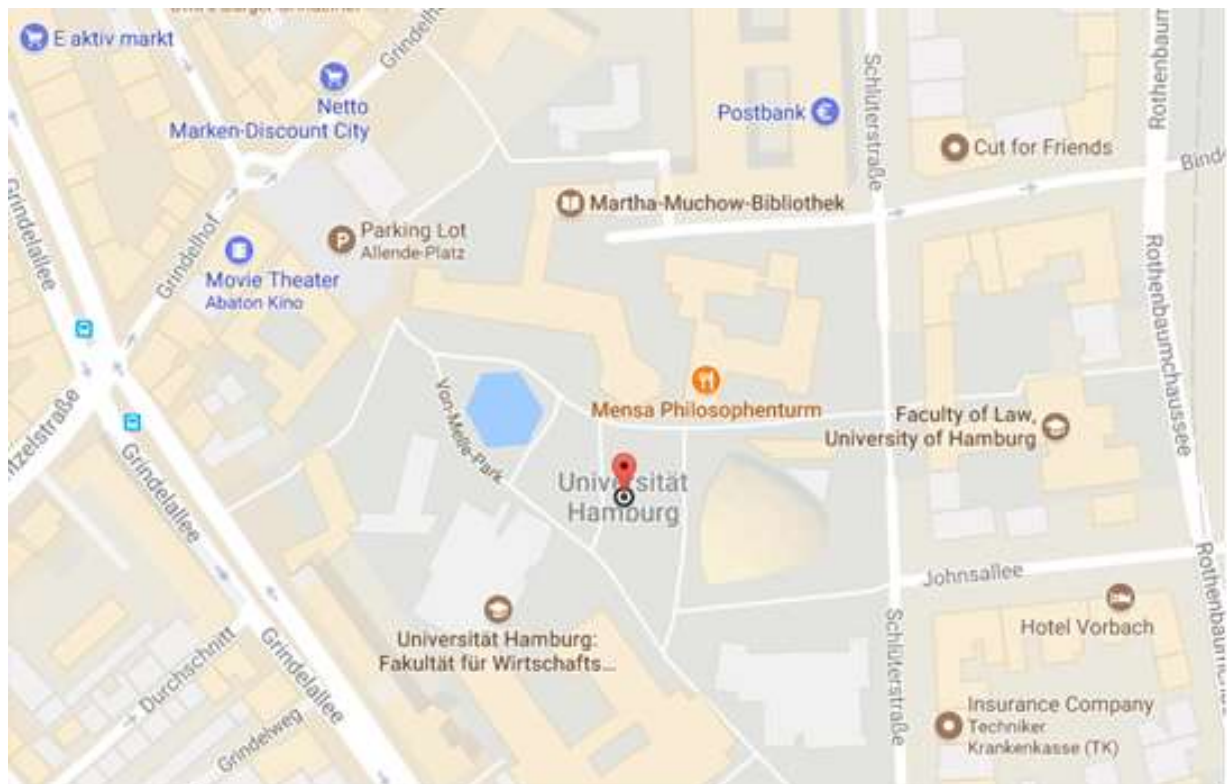 E aktiv markt
Grindelhof
Netto
Marken-Discount City
Postbank
Schlüterstraße
Cut for Friends
Martha-Muchow-Bibliothek
Grindelallee
Grindelhof
Parking Lot
Allende-Platz
Movie Theater
Abaton Kino
Rothenbaumchaussee
Von-Melle-Park
Mensa Philosophenturm
Faculty of Law,
University of Hamburg
Universität
Hamburg
Grindelallee
Johnsallee
Hotel Vorbach
Universität Hamburg:
Fakultät für Wirtschafts...
Durchschnitt
Grindelallee
Grindelweg
Schlüterstraße
Insurance Company
Techniker
Krankenkasse (TK)